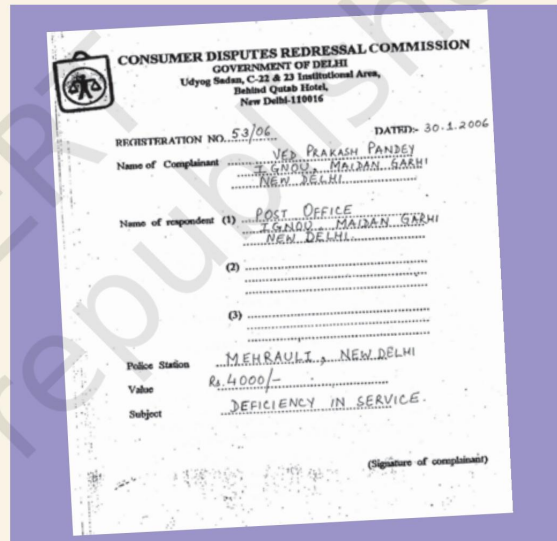 CONSUMER DISPUTES REDRESSAL COMMISSION
GOVERNMENT OF DELHI
Udyog Sadan, C-22 & 23 Institutional Area,
Behind Qutab Hotel,
New Delhi-110016
REGISTRATION NO. 53/06 DATED:- 30.1.2006
Name of Complainant VED PRAKASH PANDEY
IGNOU, MAIDAN GARHI
NEW DELHI
Name of respondent (1) POST OFFICE
IGNOU, MAIDAN GARHI
NEW DELHI
(2)
(3)
Police Station MEHRAULI, NEW DELHI
Value Rs.4000/-
Subject DEFICIENCY IN SERVICE.
(Signature of complainant)